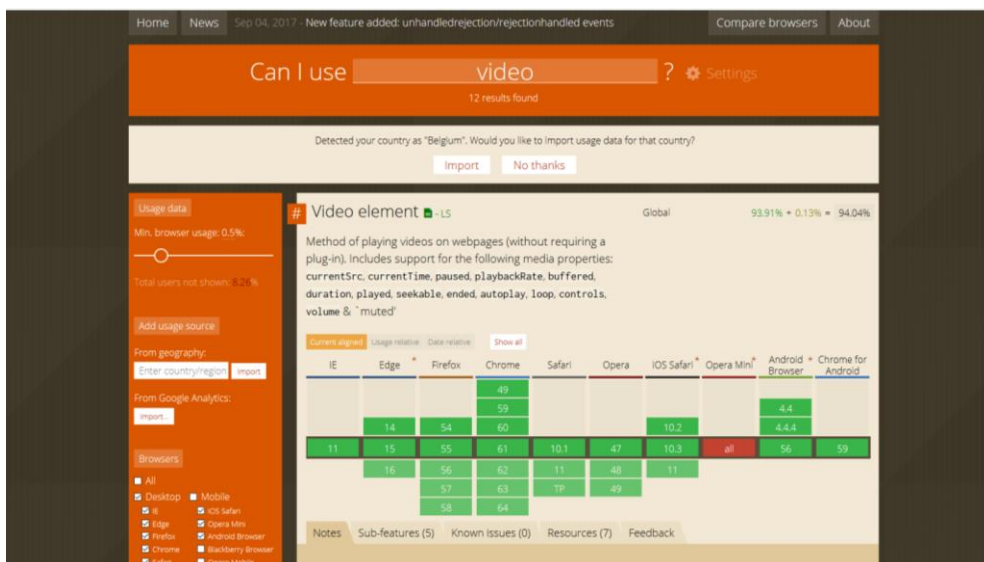 Home News Sep 04, 2017 - New feature added: unhandledrejection/rejectionhandled events Compare browsers About
Can I use video ? Settings
12 results found
Detected your country as "Belgium". Would you like to import usage data for that country?
Import No thanks
Usage data
Min. browser usage: 0.5%:
Total users not shown: 8.26%
Add usage source
From geography:
Enter country/region Import
From Google Analytics:
Import...
Browsers
All
Desktop Mobile
IE iOS Safari
Edge Opera Mini
Firefox Android Browser
Chrome Blackberry Browser
Safari Opera Mobile
# Video element - LS Global 93.91% + 0.13% = 94.04%
Method of playing videos on webpages (without requiring a
plug-in). Includes support for the following media properties:
currentSrc, currentTime, paused, playbackRate, buffered,
duration, played, seekable, ended, autoplay, loop, controls,
volume & `muted'
Current aligned Usage relative Date relative Show all
IE Edge * Firefox Chrome Safari Opera iOS Safari * Opera Mini * Android * Chrome for
Browser Android
49
59 4.4
14 54 60 10.2 4.4.4
11 15 55 61 10.1 47 10.3 all 56 59
16 56 62 11 48 11
57 63 TP 49
58 64
Notes Sub-features (5) Known issues (0) Resources (7) Feedback